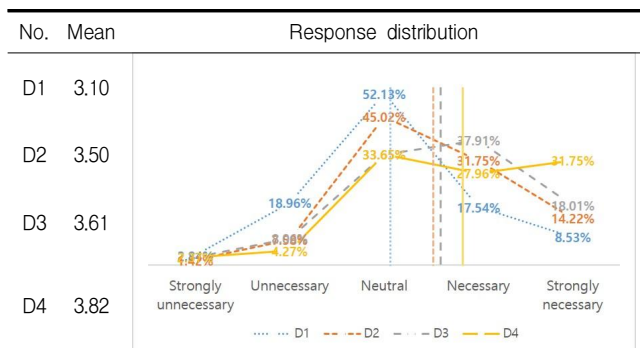 No. Mean Response distribution
D1 3.10
D2 3.50
D3 3.61
D4 3.82
52.13%
45.02%
37.91%
33.65%
31.75% 31.75%
27.96%
18.96%
17.54%
18.01%
14.22%
8.53%
4.27%
1.42%
Strongly unnecessary
Unnecessary
Neutral
Necessary
Strongly necessary
D1 D2 D3 D4